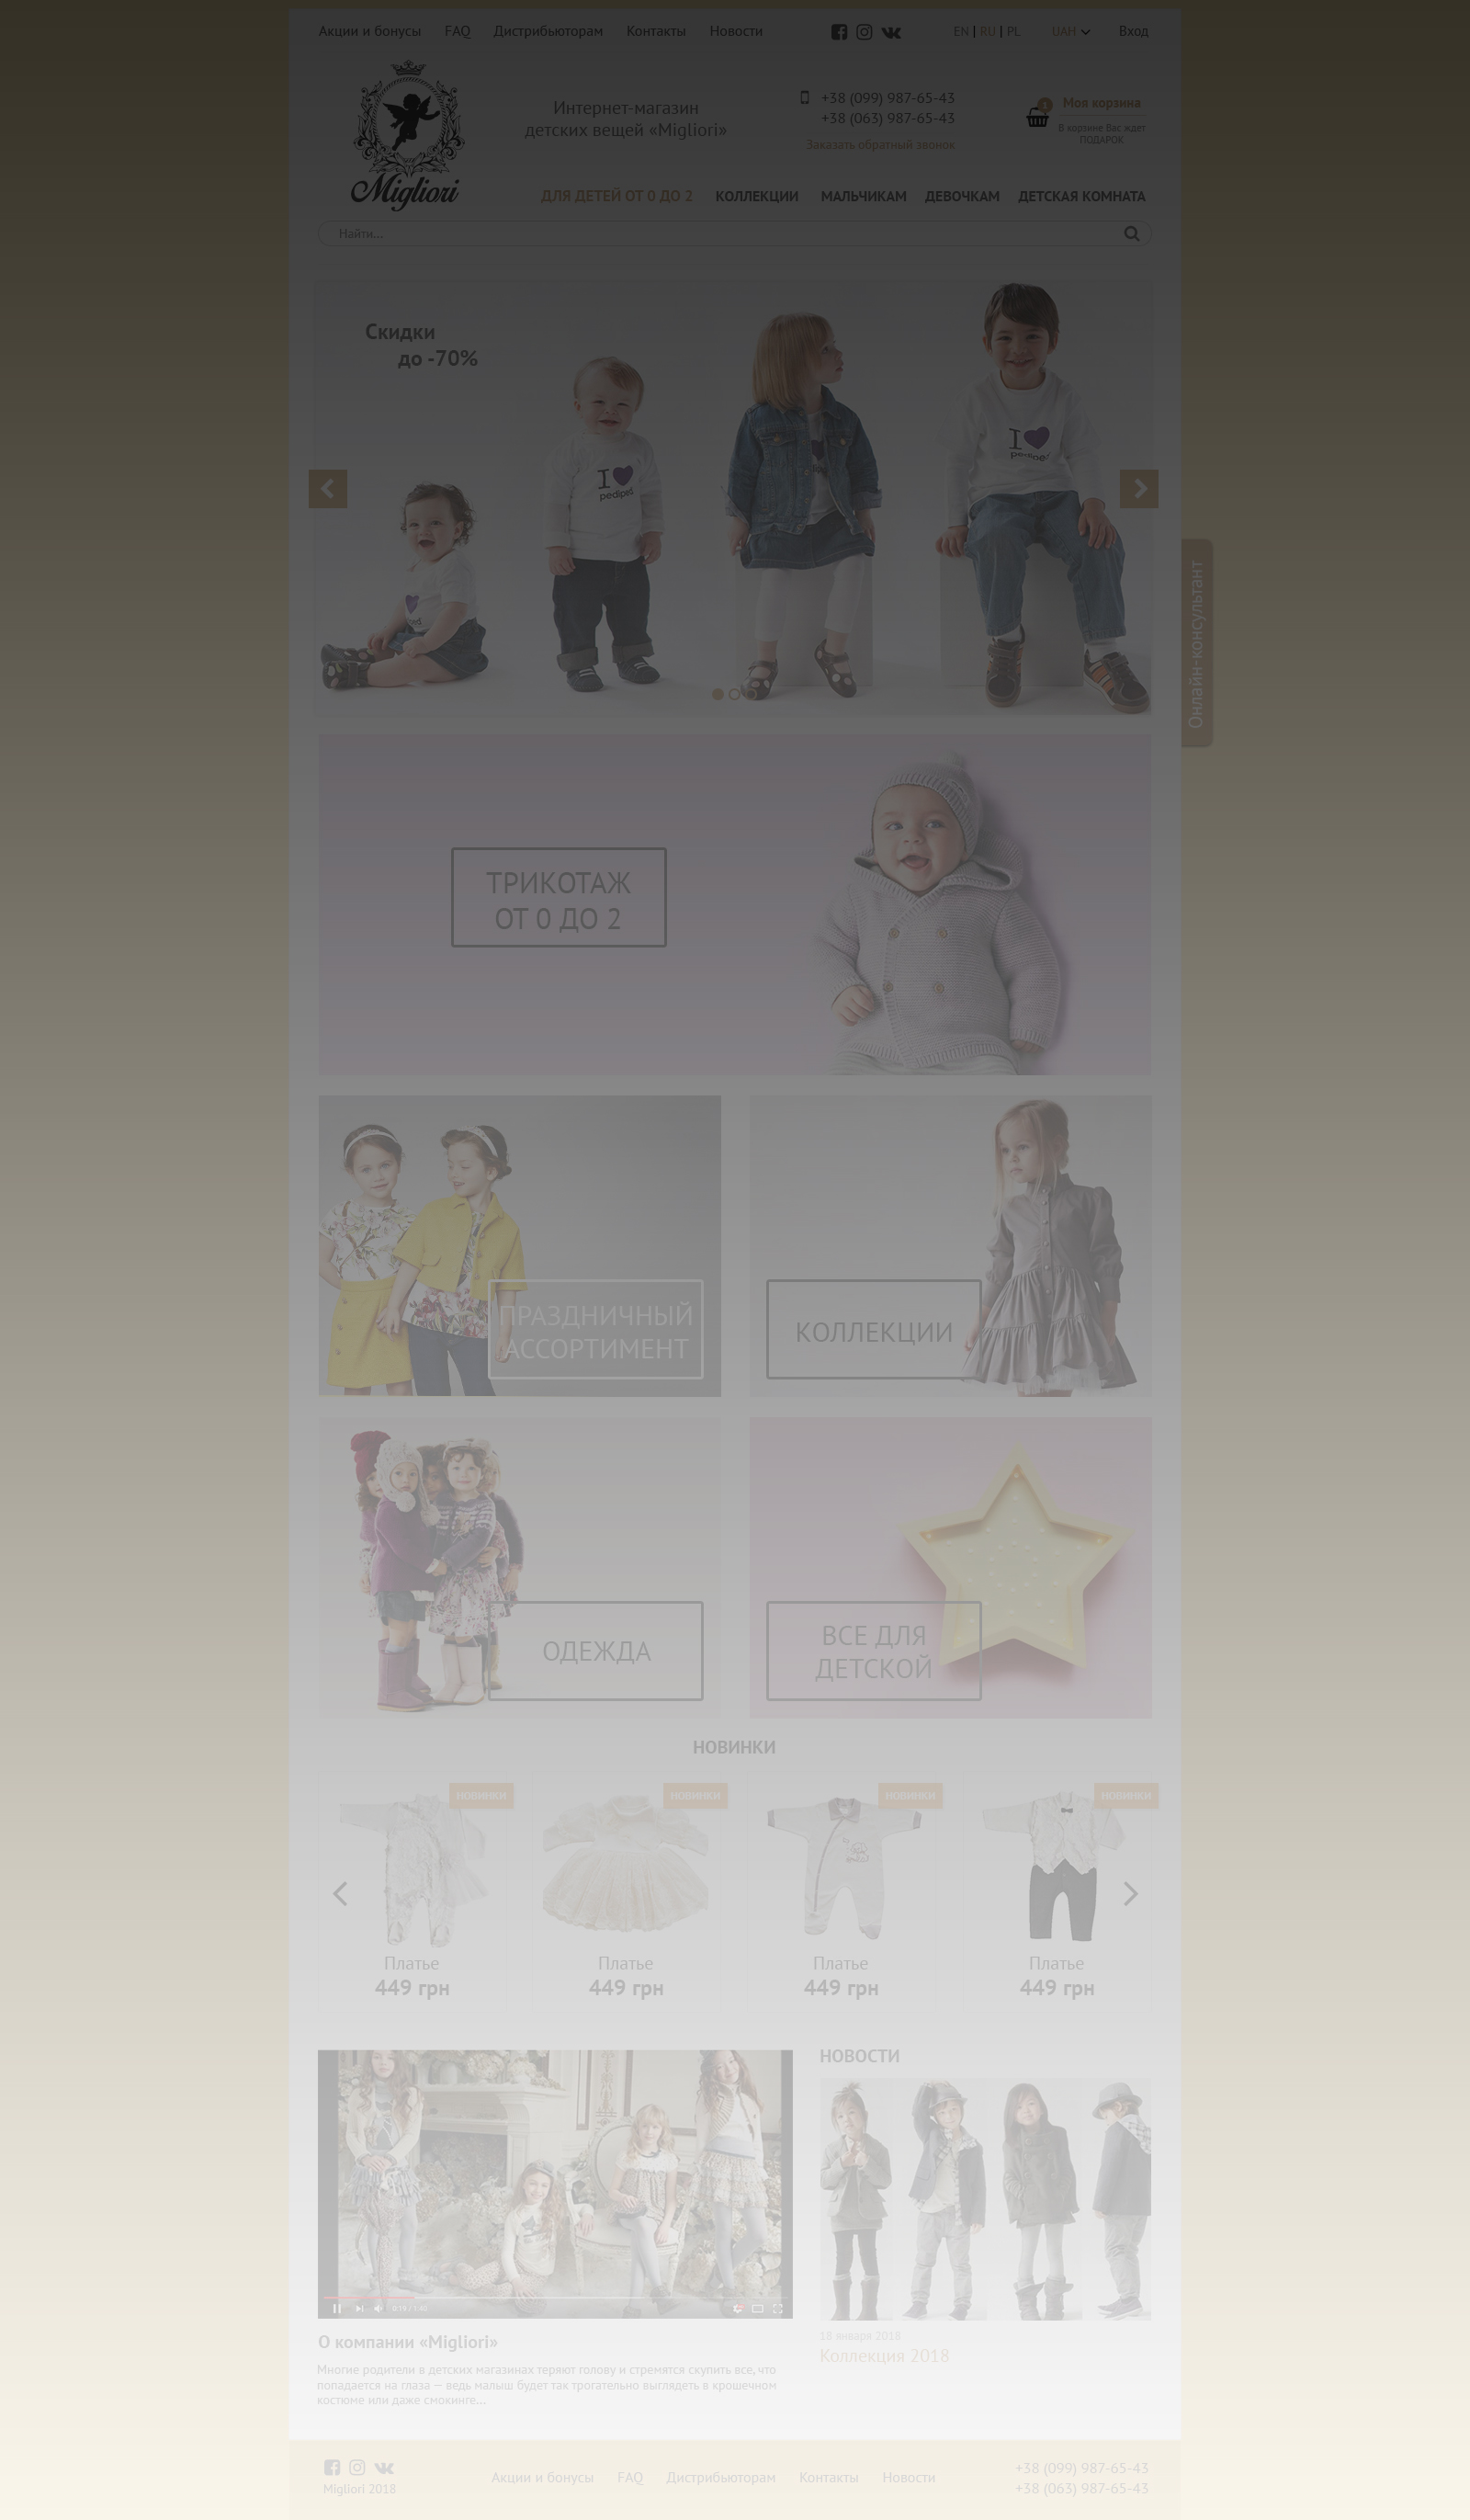 Акции и бонусы FAQ Дистрибьюторам Контакты Новости EN | RU | PL UAH Вход
Migliori
Интернет-магазин
детских вещей «Migliori»
+38 (099) 987-65-43
+38 (063) 987-65-43
Заказать обратный звонок
1
Моя корзина
В корзине Вас ждет
ПОДАРОК
ДЛЯ ДЕТЕЙ ОТ 0 ДО 2 КОЛЛЕКЦИИ МАЛЬЧИКАМ ДЕВОЧКАМ ДЕТСКАЯ КОМНАТА
Найти...
Скидки
до -70%
I
pediped
I
pediped
Онлайн-консультант
ТРИКОТАЖ
ОТ 0 ДО 2
ПРАЗДНИЧНЫЙ
АССОРТИМЕНТ
КОЛЛЕКЦИИ
ОДЕЖДА
ВСЕ ДЛЯ
ДЕТСКОЙ
НОВИНКИ
НОВИНКИ НОВИНКИ НОВИНКИ НОВИНКИ
Платье Платье Платье Платье
449 грн 449 грн 449 грн 449 грн
НОВОСТИ
18 января 2018
Коллекция 2018
О компании «Migliori»
Многие родители в детских магазинах теряют голову и стремятся скупить все, что
попадается на глаза — ведь малыш будет так трогательно выглядеть в крошечном
костюме или даже смокинге...
Migliori 2018
Акции и бонусы FAQ Дистрибьюторам Контакты Новости
+38 (099) 987-65-43
+38 (063) 987-65-43